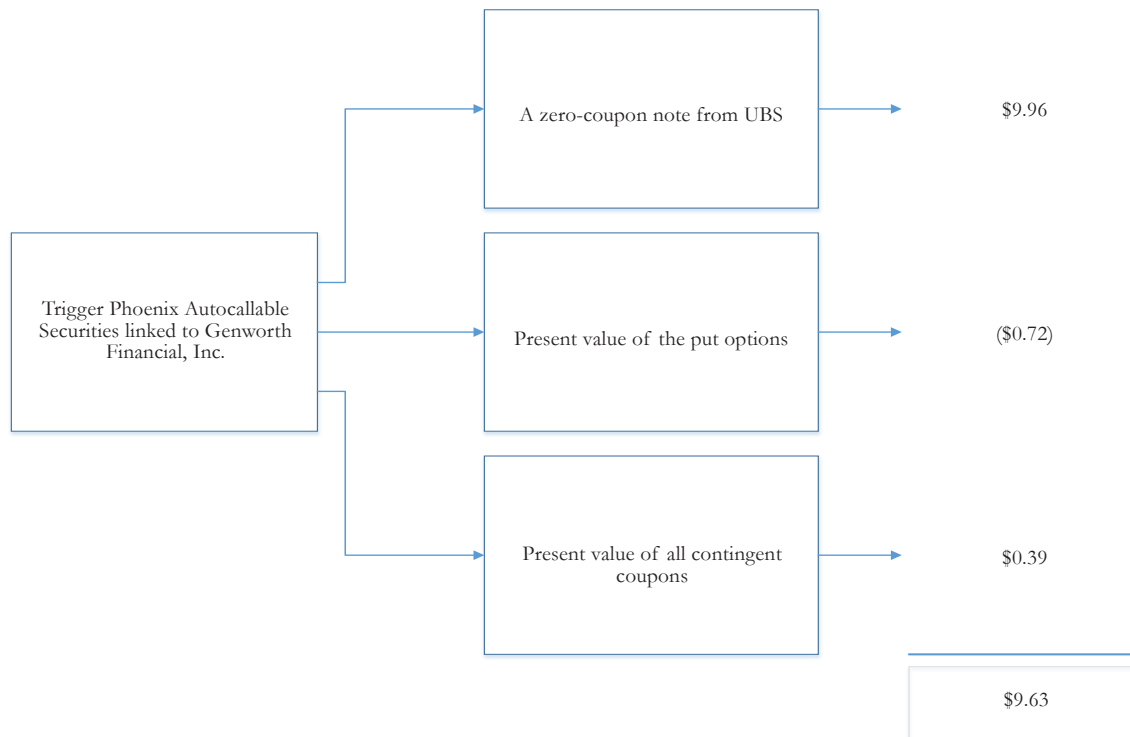 A zero-coupon note from UBS
$9.96
Trigger Phoenix Autocallable
Securities linked to Genworth
Financial, Inc.
Present value of the put options
($0.72)
Present value of all contingent
coupons
$0.39
$9.63